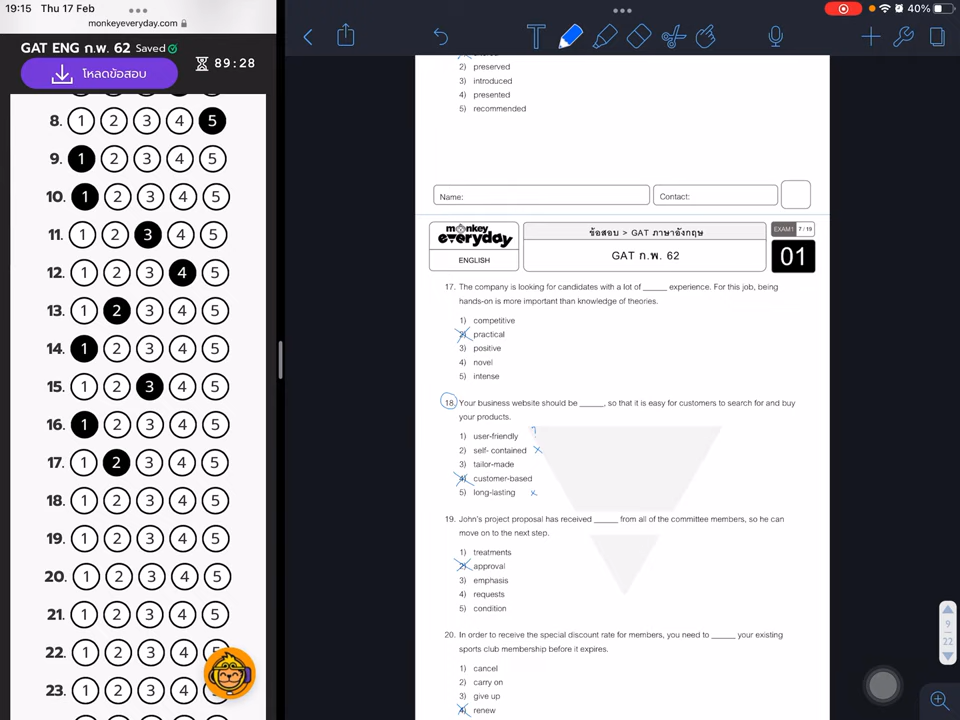 19:15 Thu 17 Feb
monkeyeveryday.com
40%
GAT ENG ก.พ. 62 Saved
โหลดข้อสอบ
89:28
8. 1 2 3 4 5
9. 1 2 3 4 5
10. 1 2 3 4 5
11. 1 2 3 4 5
12. 1 2 3 4 5
13. 1 2 3 4 5
14. 1 2 3 4 5
15. 1 2 3 4 5
16. 1 2 3 4 5
17. 1 2 3 4 5
18. 1 2 3 4 5
19. 1 2 3 4 5
20. 1 2 3 4 5
21. 1 2 3 4 5
22. 1 2 3 4 5
23. 1 2 3 4
2) preserved
3) introduced
4) presented
5) recommended
Name: Contact:
monkey everyday
ENGLISH
ข้อสอบ > GAT ภาษาอังกฤษ
GAT ก.พ. 62
EXAM1 7 / 19
01
17. The company is looking for candidates with a lot of ______ experience. For this job, being
hands-on is more important than knowledge of theories.
1) competitive
2) practical
3) positive
4) novel
5) intense
18. Your business website should be ______, so that it is easy for customers to search for and buy
your products.
1) user-friendly
2) self- contained
3) tailor-made
4) customer-based
5) long-lasting
19. John's project proposal has received ______ from all of the committee members, so he can
move on to the next step.
1) treatments
2) approval
3) emphasis
4) requests
5) condition
20. In order to receive the special discount rate for members, you need to ______ your existing
sports club membership before it expires.
1) cancel
2) carry on
3) give up
4) renew
9
22